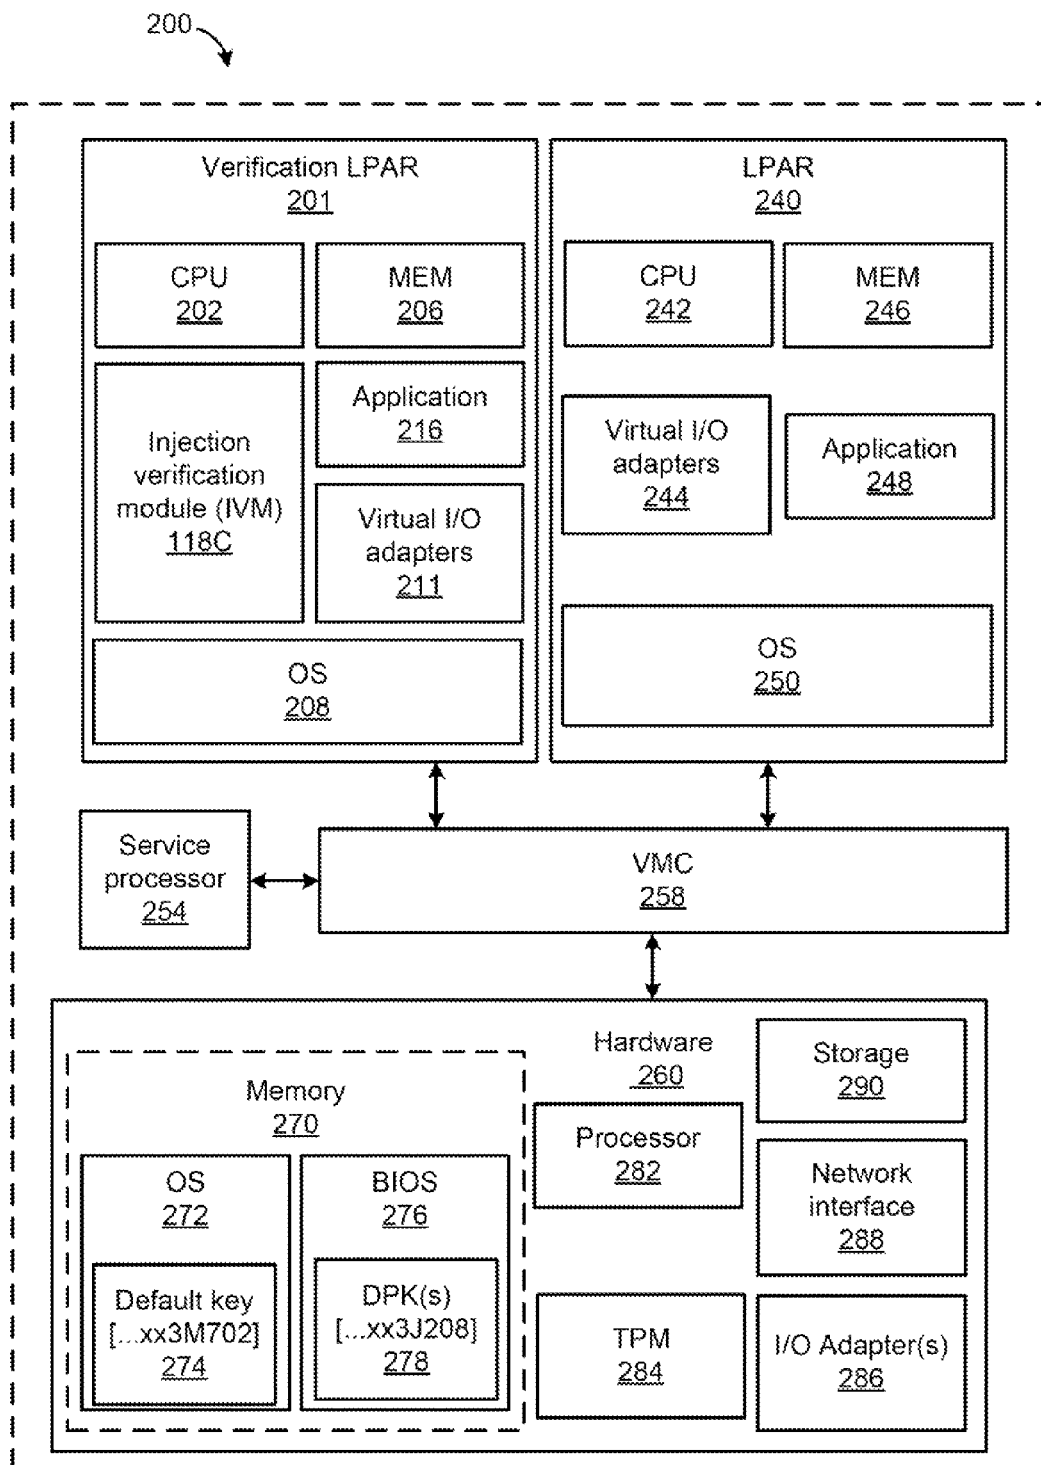 200
Verification LPAR
201
CPU
202
MEM
206
Injection
verification
module (IVM)
118C
Application
216
Virtual I/O
adapters
211
OS
208
LPAR
240
CPU
242
MEM
246
Virtual I/O
adapters
244
Application
248
OS
250
Service
processor
254
VMC
258
Hardware
260
Memory
270
OS
272
Default key
[...xx3M702]
274
BIOS
276
DPK(s)
[...xx3J208]
278
Processor
282
TPM
284
Storage
290
Network
interface
288
I/O Adapter(s)
286